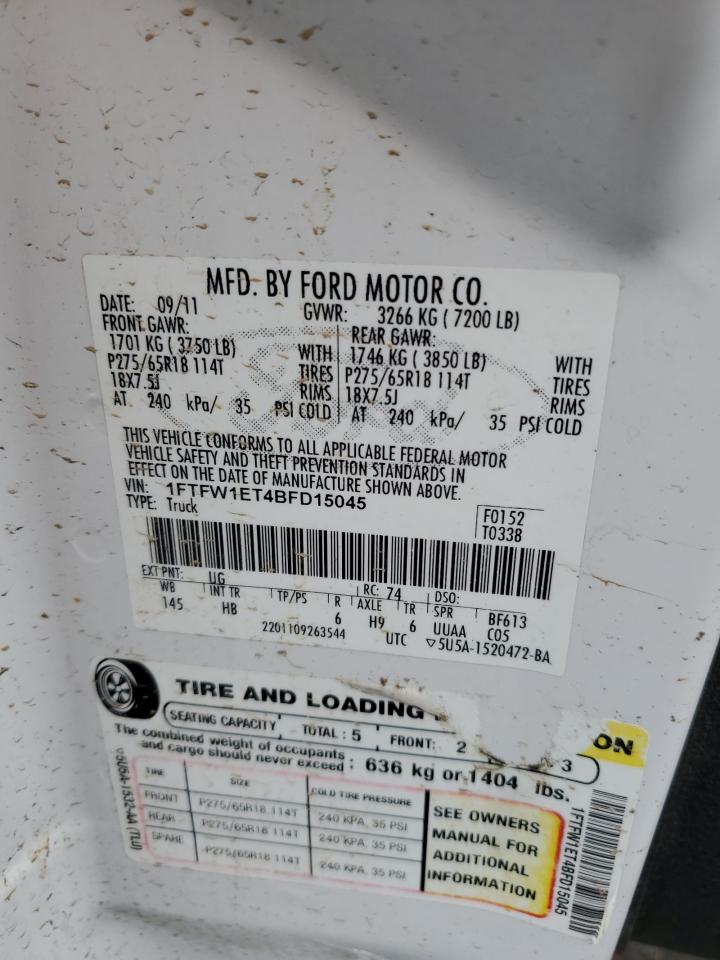 MFD. BY FORD MOTOR CO.
DATE: 09/11 GVWR: 3266 KG ( 7200 LB)
FRONT GAWR: REAR GAWR:
1701 KG ( 3750 LB) WITH 1746 KG ( 3850 LB) WITH
P275/65R18 114T TIRES P275/65R18 114T TIRES
18X7.5J RIMS 18X7.5J RIMS
AT 240 kPa/ 35 PSI COLD AT 240 kPa/ 35 PSI COLD
THIS VEHICLE CONFORMS TO ALL APPLICABLE FEDERAL MOTOR
VEHICLE SAFETY AND THEFT PREVENTION STANDARDS IN
EFFECT ON THE DATE OF MANUFACTURE SHOWN ABOVE.
VIN: 1FTFW1ET4BFD15045
TYPE: Truck
F0152
T0338
EXT PNT: UG RC: 74 DSO:
WB INT TR TP/PS R AXLE TR SPR BF613
145 HB 6 H9 6 UUAA C05
2201109263544 UTC ▽5U5A-1520472-BA
TIRE AND LOADING ON
SEATING CAPACITY TOTAL : 5 FRONT: 2 3
The combined weight of occupants
and cargo should never exceed : 636 kg or 1404 lbs.
TIRE SIZE COLD TIRE PRESSURE
FRONT P275/65R18 114T 240 KPA, 35 PSI
REAR P275/65R18 114T 240 KPA, 35 PSI
SPARE P275/65R18 114T 240 KPA, 35 PSI
SEE OWNERS
MANUAL FOR
ADDITIONAL
INFORMATION
▽5U5A-1532-AA (TLU)
1FTFW1ET4BFD15045